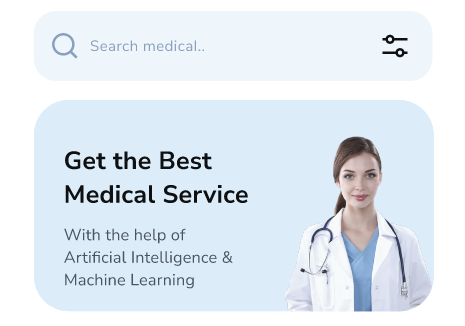 Search medical..
Get the Best
Medical Service
With the help of
Artificial Intelligence &
Machine Learning